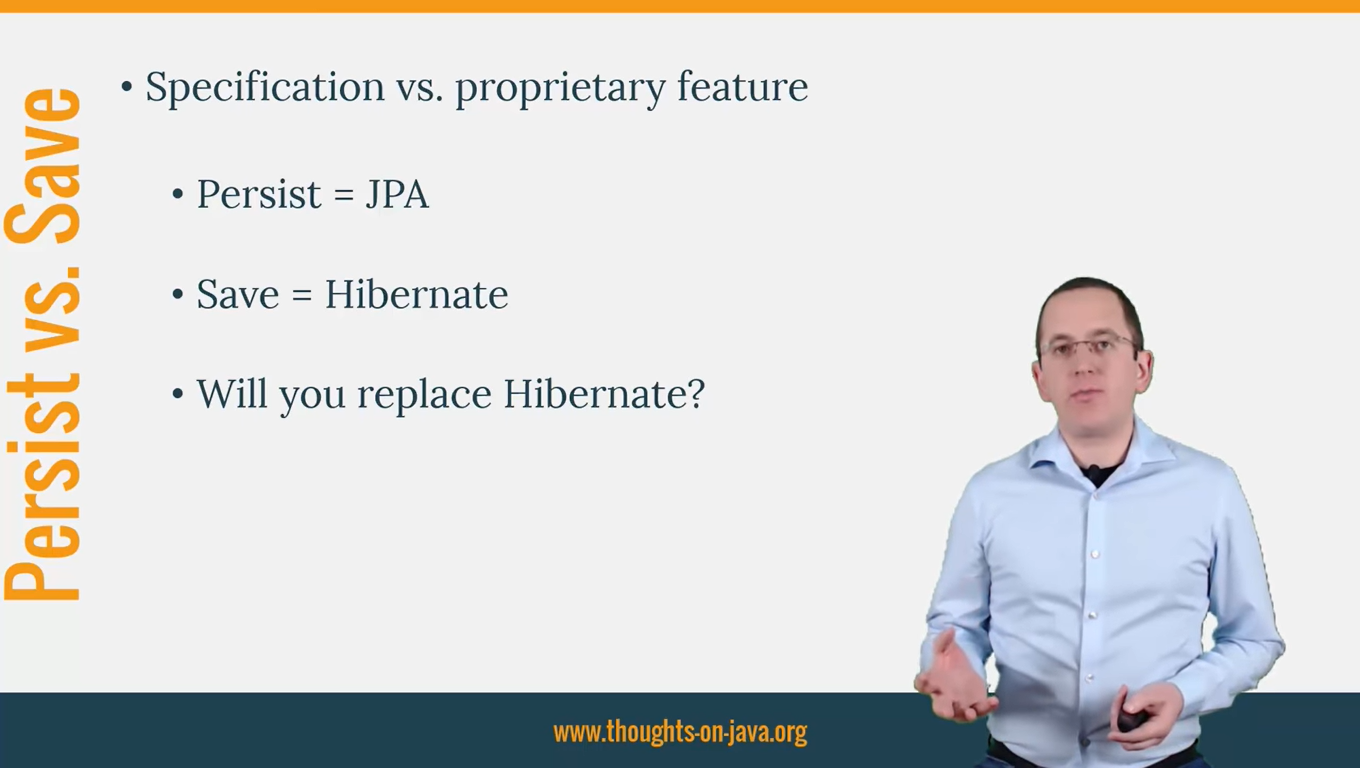 Persist vs. Save
• Specification vs. proprietary feature
• Persist = JPA
• Save = Hibernate
• Will you replace Hibernate?
www.thoughts-on-java.org